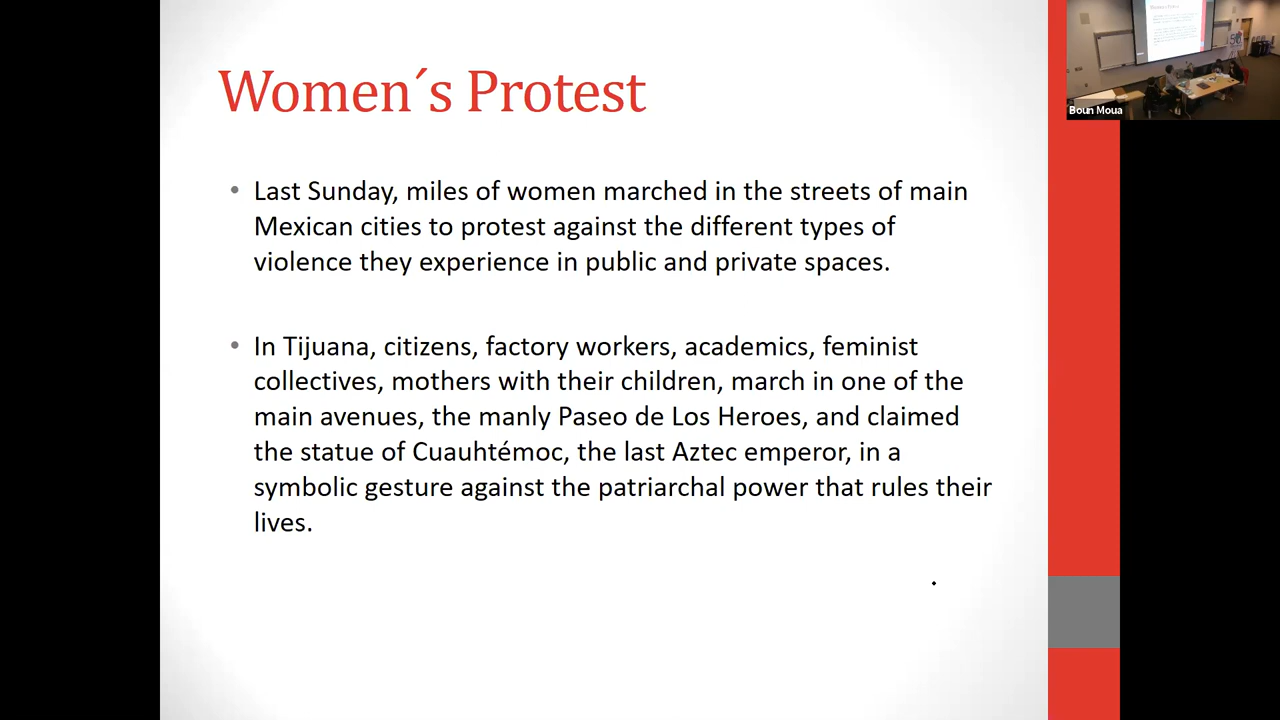 Women´s Protest
Boun Moua
• Last Sunday, miles of women marched in the streets of main
Mexican cities to protest against the different types of
violence they experience in public and private spaces.
• In Tijuana, citizens, factory workers, academics, feminist
collectives, mothers with their children, march in one of the
main avenues, the manly Paseo de Los Heroes, and claimed
the statue of Cuauhtémoc, the last Aztec emperor, in a
symbolic gesture against the patriarchal power that rules their
lives.